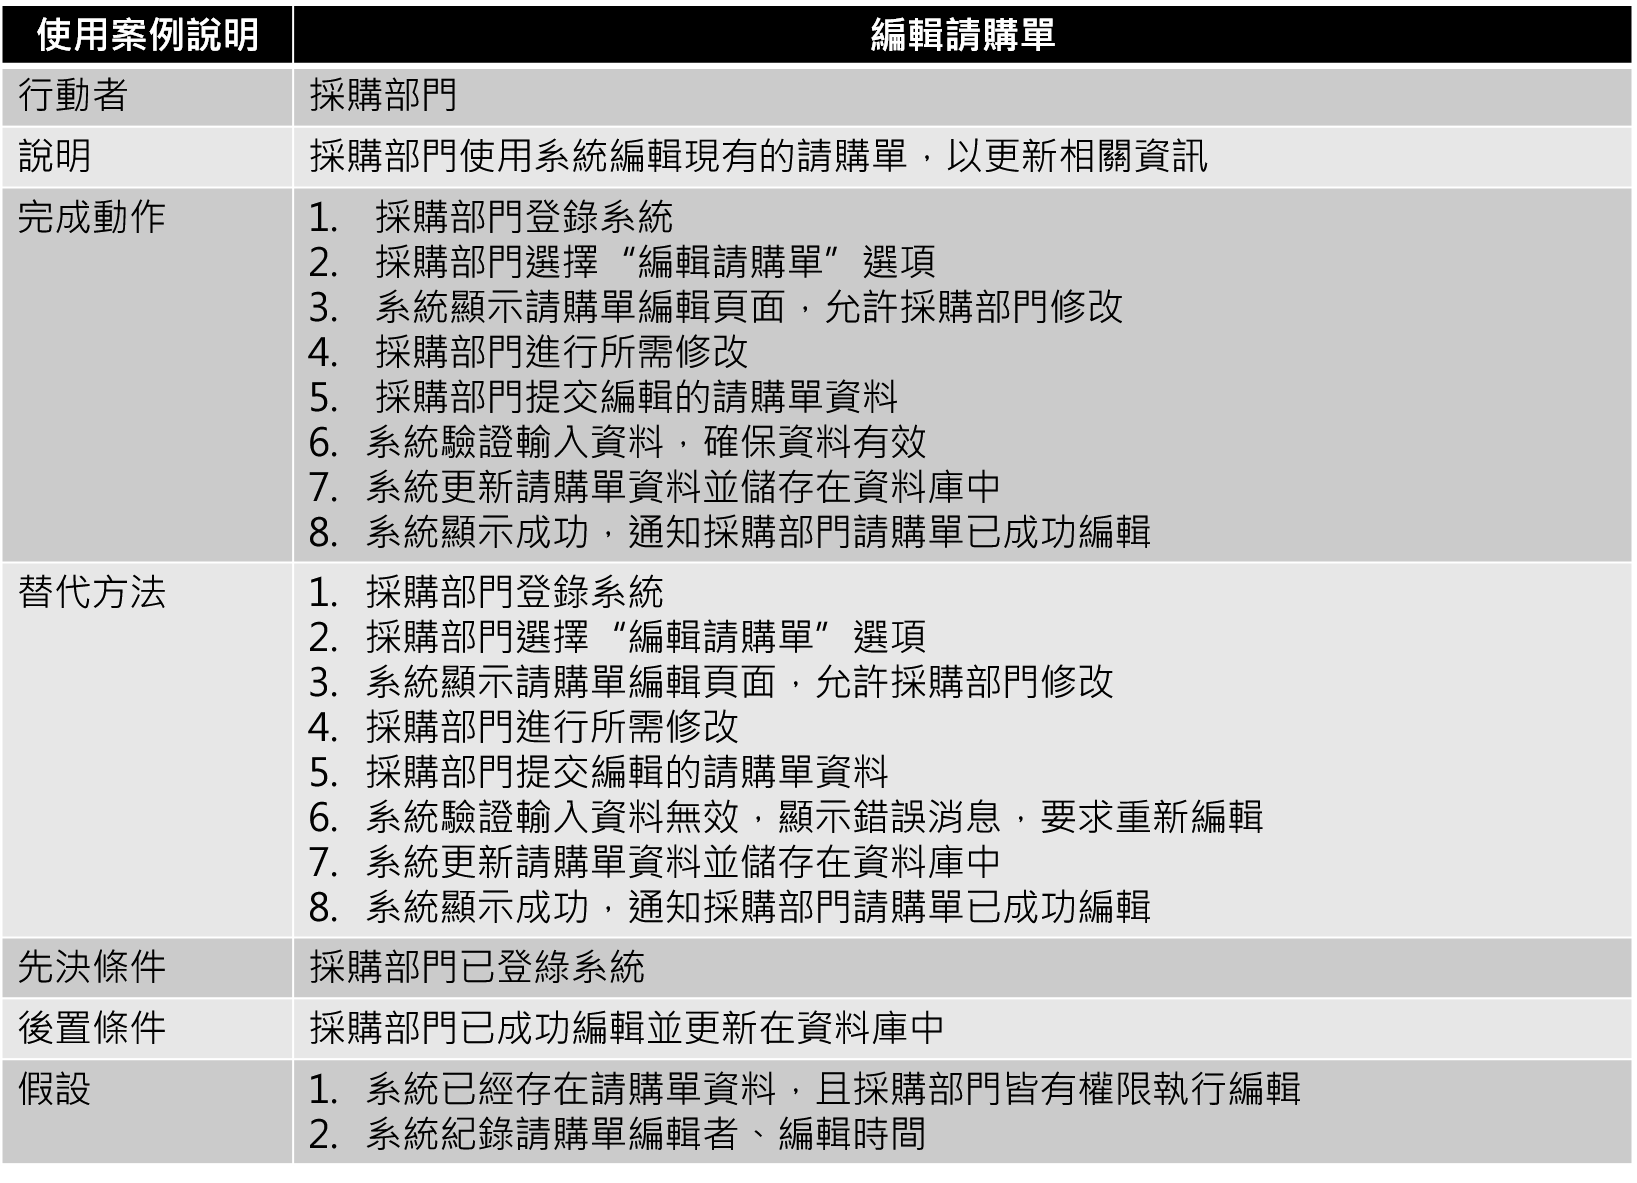 使用案例說明 編輯請購單
行動者 採購部門
說明 採購部門使用系統編輯現有的請購單，以更新相關資訊
完成動作 1. 採購部門登錄系統
2. 採購部門選擇“編輯請購單”選項
3. 系統顯示請購單編輯頁面，允許採購部門修改
4. 採購部門進行所需修改
5. 採購部門提交編輯的請購單資料
6. 系統驗證輸入資料，確保資料有效
7. 系統更新請購單資料並儲存在資料庫中
8. 系統顯示成功，通知採購部門請購單已成功編輯
替代方法 1. 採購部門登錄系統
2. 採購部門選擇“編輯請購單”選項
3. 系統顯示請購單編輯頁面，允許採購部門修改
4. 採購部門進行所需修改
5. 採購部門提交編輯的請購單資料
6. 系統驗證輸入資料無效，顯示錯誤消息，要求重新編輯
7. 系統更新請購單資料並儲存在資料庫中
8. 系統顯示成功，通知採購部門請購單已成功編輯
先決條件 採購部門已登綠系統
後置條件 採購部門已成功編輯並更新在資料庫中
假設 1. 系統已經存在請購單資料，且採購部門皆有權限執行編輯
2. 系統紀錄請購單編輯者、編輯時間